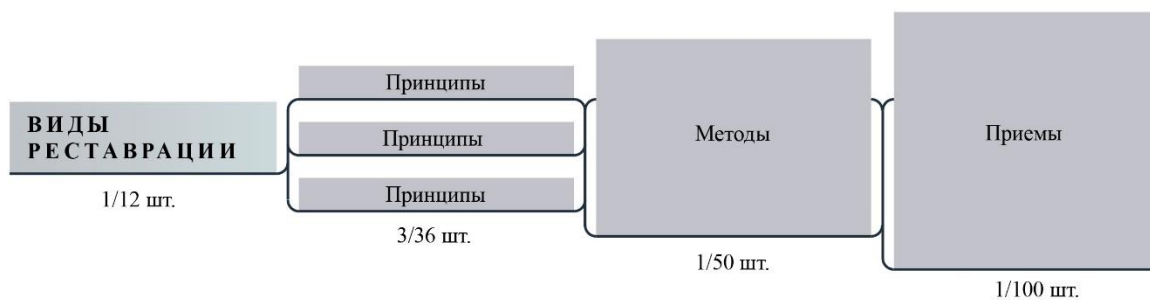 ВИДЫ
РЕСТАВРАЦИИ
1/12 шт.
Принципы
Принципы
Принципы
3/36 шт.
Методы
1/50 шт.
Приемы
1/100 шт.